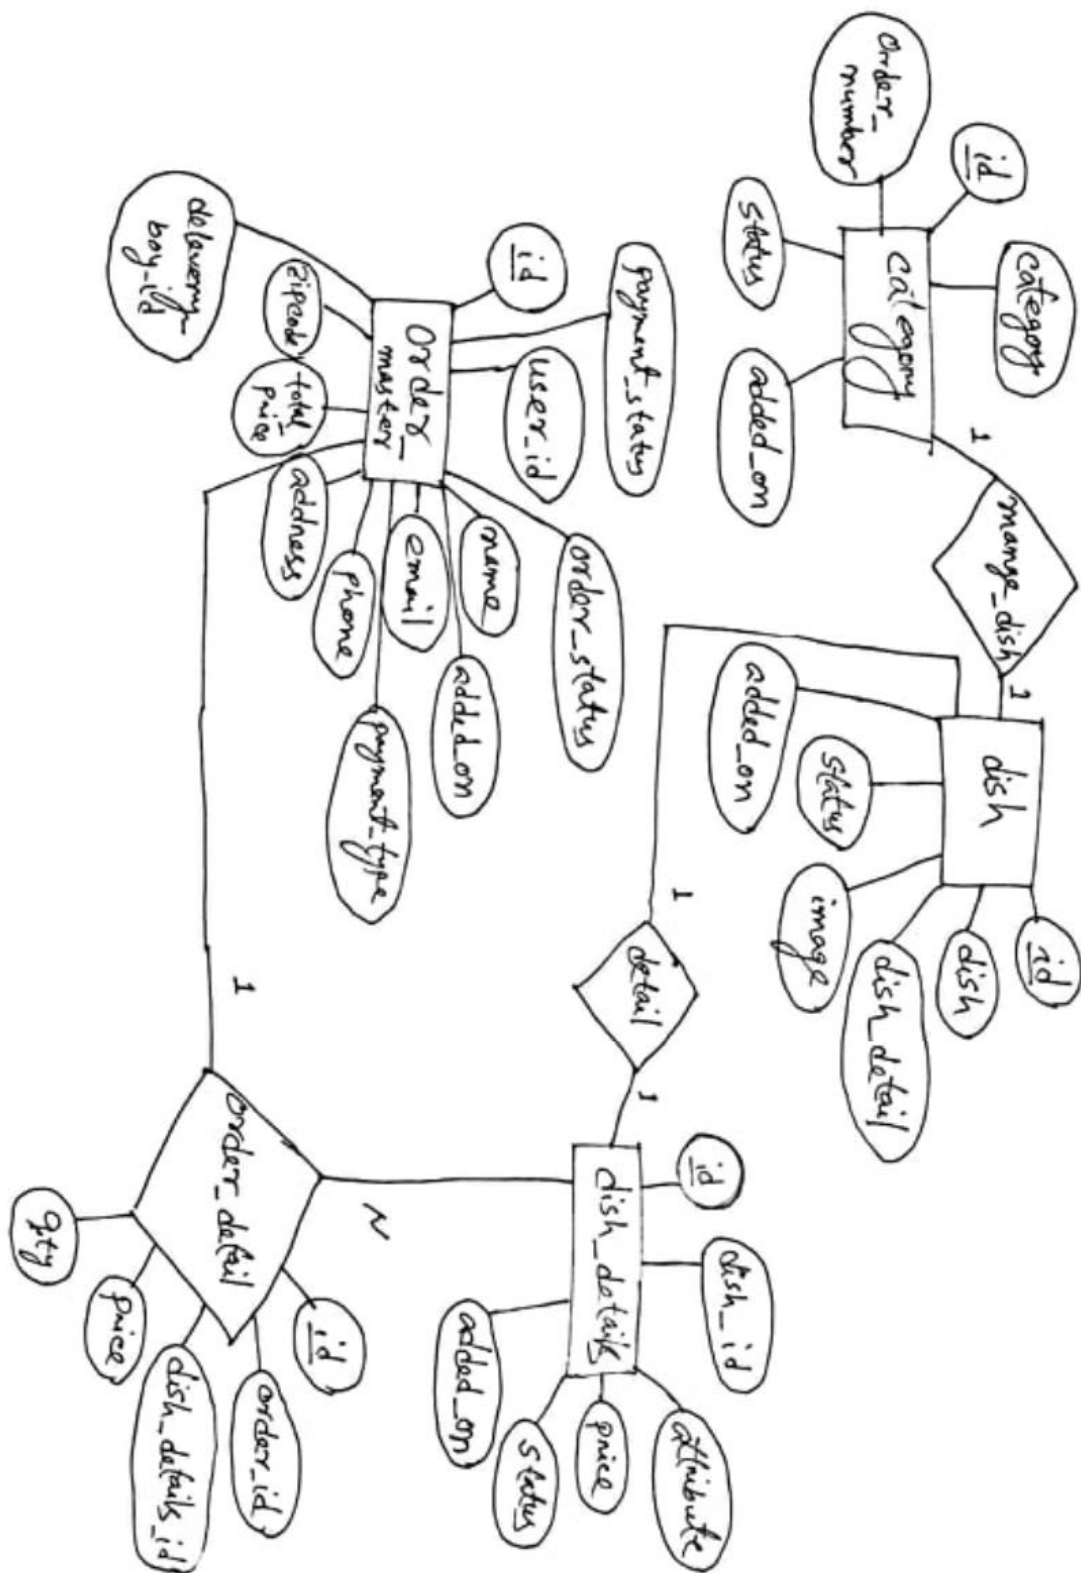 id
category
id
dish
category
mange_dish
dish
dish_detail
order_
number
status
added_on
1
1
added_on
status
image
id
dish_id
attribute
payment_status
order_status
1
detail
1
dish_details
price
status
id
user_id
name
added_on
added_on
Order_
master
email
payment_type
N
zipcode
total_
price
address
phone
id
order_id
delevery_
boy_id
1
order_detail
dish_details_id
price
qty